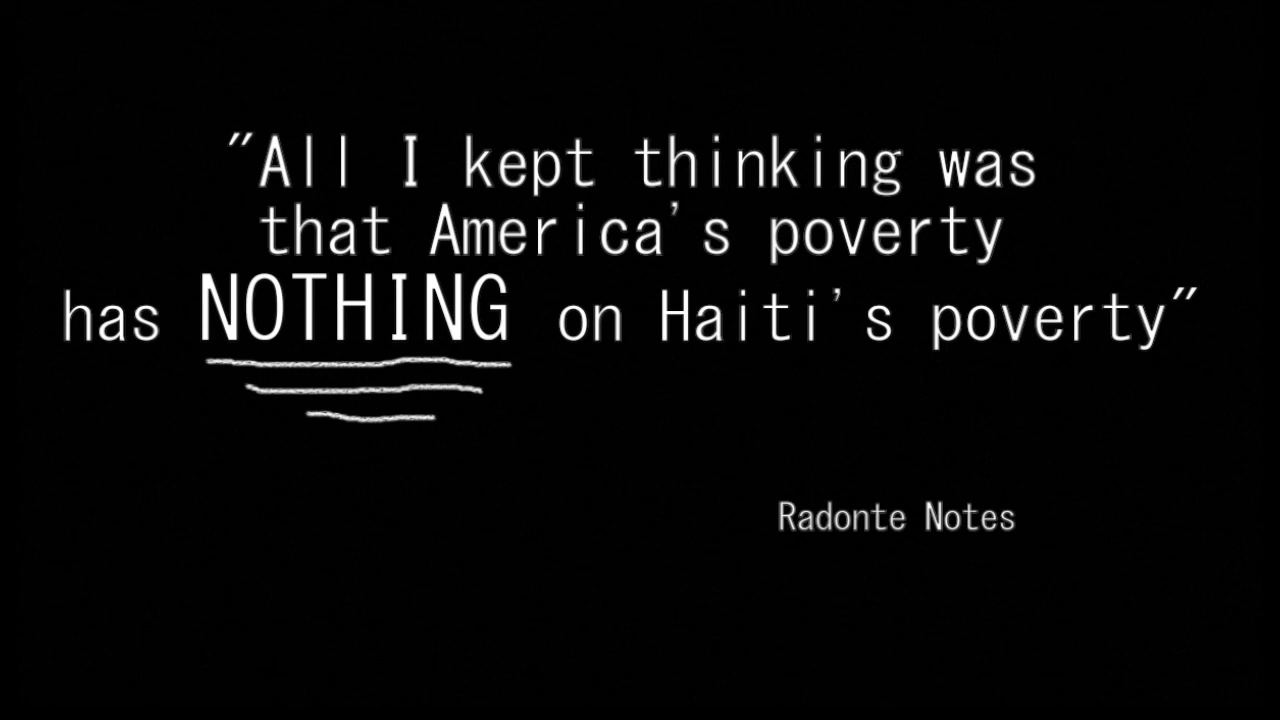 "All I kept thinking was
that America's poverty
has NOTHING on Haiti's poverty"
Radonte Notes